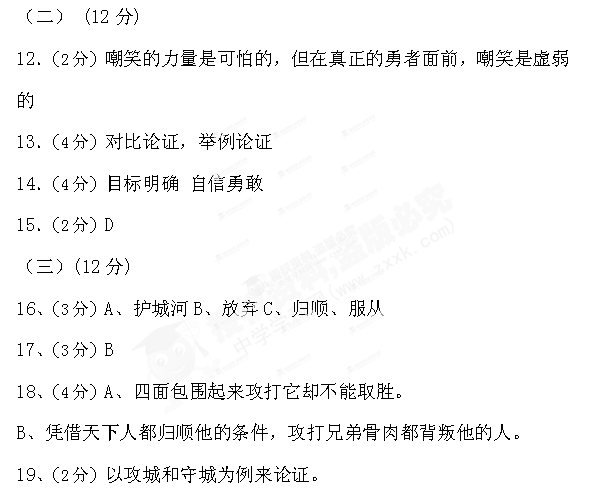 （二） (12 分)
12. (2分) 嘲笑的力量是可怕的，但在真正的勇者面前，嘲笑是虚弱
的
13. (4分) 对比论证，举例论证
14. (4分) 目标明确 自信勇敢
15. (2分) D
（三）(12 分)
16、(3分) A、护城河 B、放弃 C、归顺、服从
17、(3分) B
18、(4分) A、四面包围起来攻打它却不能取胜。
B、凭借天下人都归顺他的条件，攻打兄弟骨肉都背叛他的人。
19、(2分) 以攻城和守城为例来论证。